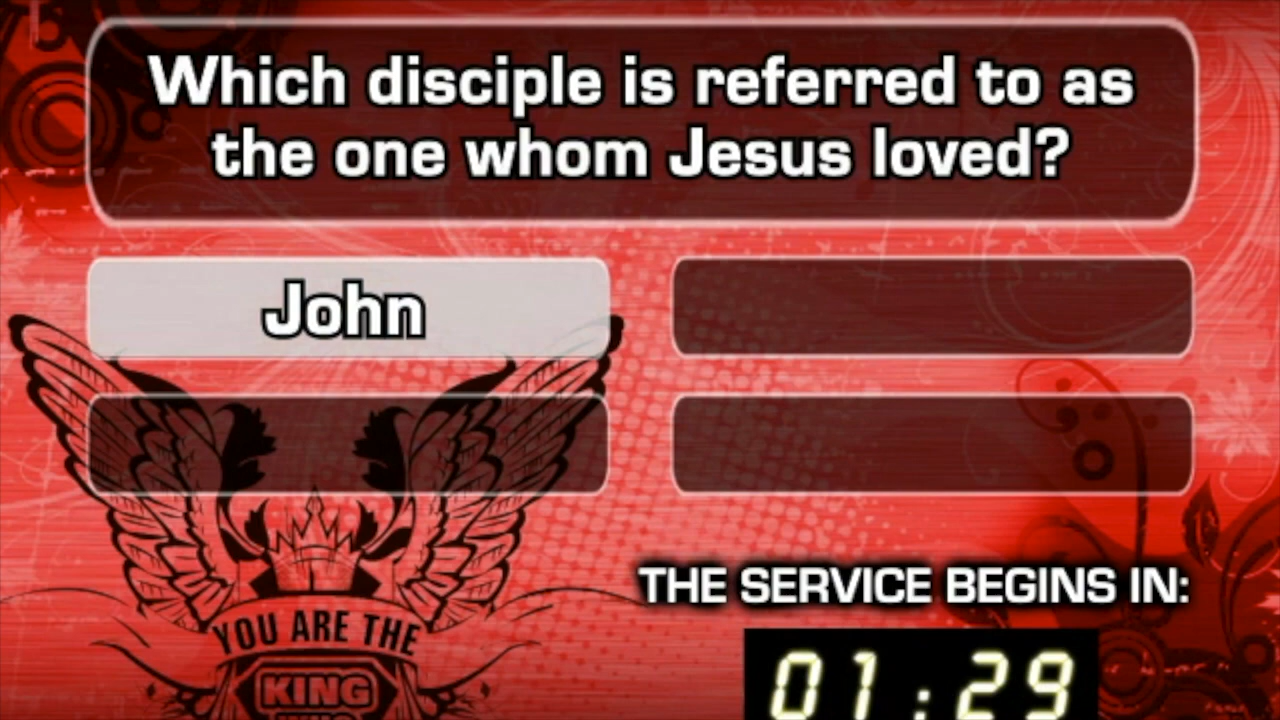 Which disciple is referred to as
the one whom Jesus loved?
John
THE SERVICE BEGINS IN:
01:29
YOU ARE THE
KING